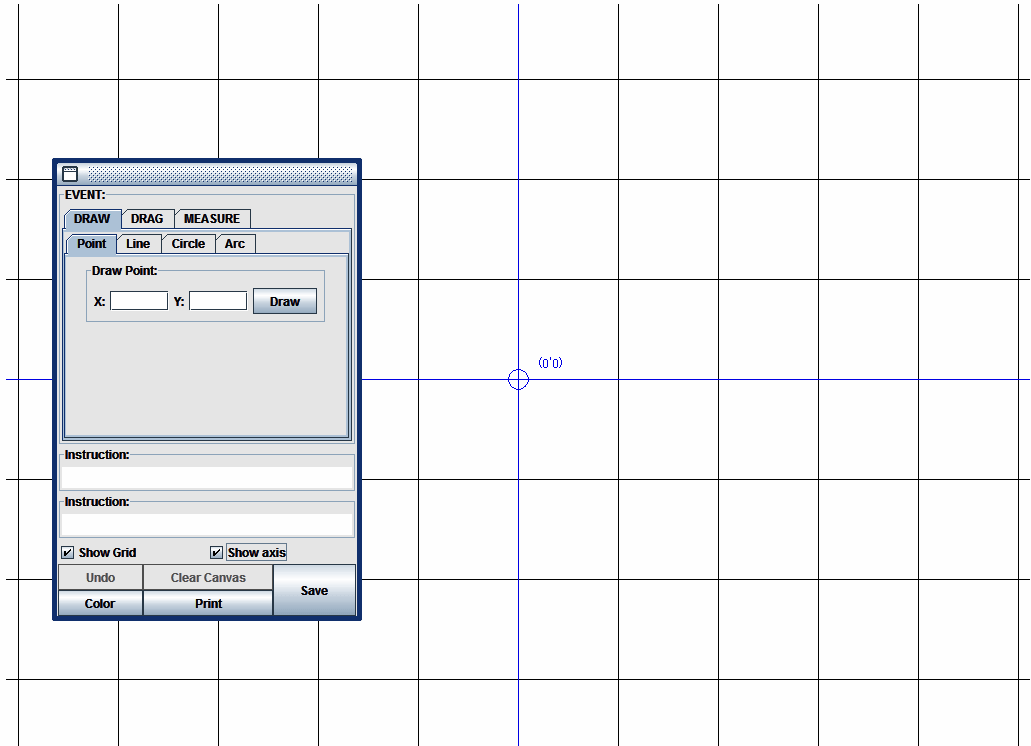 EVENT:
DRAW DRAG MEASURE
Point Line Circle Arc
Draw Point:
X: Y: Draw
(0'0)
Instruction:
Instruction:
Show Grid Show axis
Undo Clear Canvas Save
Color Print